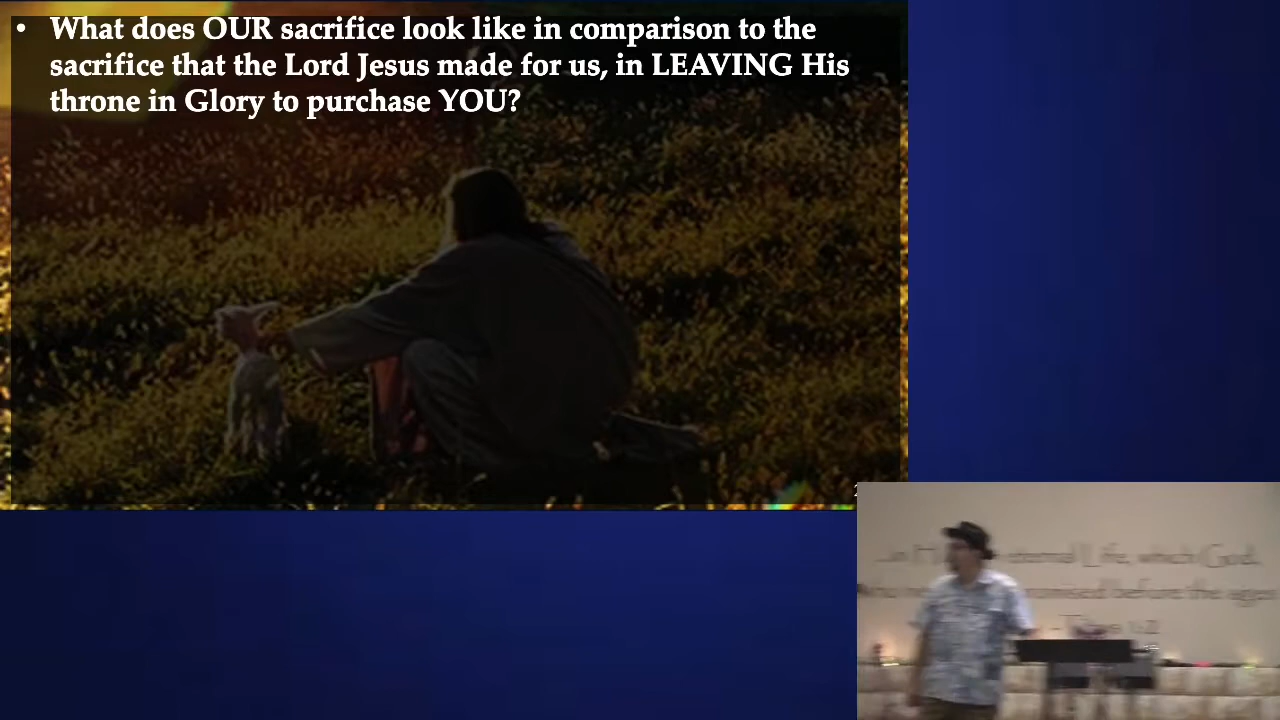 • What does OUR sacrifice look like in comparison to the
sacrifice that the Lord Jesus made for us, in LEAVING His
throne in Glory to purchase YOU?
eternal Life, which God,
promised before the ages